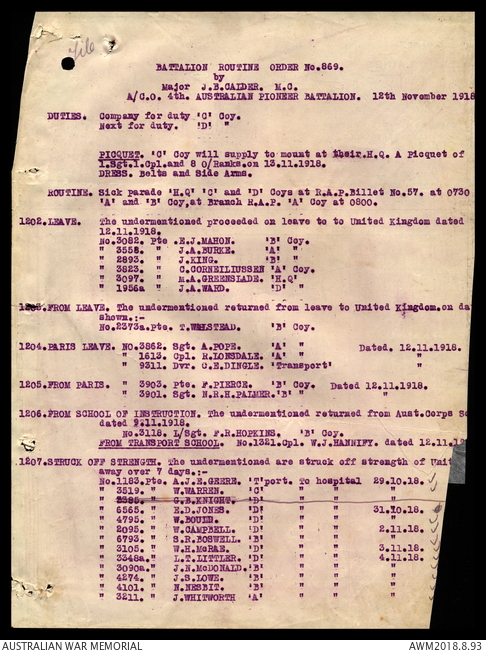 File
BATTALION ROUTINE ORDER No.869.
by
Major J.B.CALDER. M.C.
A/C.O. 4th. AUSTRALIAN PIONEER BATTALION. 12th November 1918
DUTIES. Company for duty 'C' Coy.
Next for duty. 'D' "
PICQUET. 'C' Coy will supply to mount at their H.Q. A Picquet of
1.Sgt.1.Cpl.and 8 O/Ranks.on 13.11.1918.
DRESS. Belts and Side Arms.
ROUTINE. Sick Parade 'H.Q' 'C' and 'D' Coys at R.A.P.Billet No.57. at 0730
'A' and 'B' Coy,at Branch R.A.P. 'A' Coy at 0800.
1202. LEAVE. The undermentioned proceeded on leave to to United Kingdom dated
12.11.1918.
No.3082. Pte .E.J.MAHON. 'B' Coy.
" 3558. " J.A.BURKE. 'A' "
" 2893. " J.KING. 'B' "
" 3823. " C.CORNEILIUSSEN 'A' Coy.
" 3097. " M.A.GREENSLADE. 'H.Q'
" 1956a " J.A.WARD. 'D' "
FROM LEAVE. The undermentioned returned from leave to United Kingdom.on da
shown.:-
No.2373a.Pte. T.WALSTEAD. 'B' Coy.
1204. PARIS LEAVE. No.3862. Sgt. A.POPE. 'A' " Dated. 12.11.1918.
" 1613. Cpl. R.LONSDALE. 'A' " "
" 9311. Dvr. C.E.DINGLE. 'Transport' "
1205. FROM PARIS. " 3903. Pte. F.PIERCE. 'B' Coy. Dated 12.11.1918.
" 3901. Sgt. N.R.H.PALMER.'B' " "
1206. FROM SCHOOL OF INSTRUCTION. The undermentioned returned from Aust.Corps Sc
dated 9.11.1918.
No.3118. L/Sgt. F.R.HOPKINS. 'B' Coy.
FROM TRANSPORT SCHOOL. No.1321.Cpl. W.J.HANNIFY. dated 12.11.19
1207. STRUCK OFF STRENGTH. The undermentioned are struck off strength of Unit
away over 7 days.:-
No.1183.Pte. A.J.E.GEERE. 'T'port. To hospital 29.10.18.
" 3519. " W.WARREN. 'C' " " "
" 2385. " G.E.KNIGHT. 'D' " " "
" 6565. " E.D.JONES. 'D' " " 31.10.18.
" 4795. " W.BOULD. 'D' " " "
" 2095. " W.CAMPBELL. 'D' " " 2.11.18.
" 6793. " S.R.BOSWELL. 'B' " " "
" 3105. " W.H.McRAE. 'D' " " 3.11.18.
" 3348a. " L.T.LITTLER. 'D' " " 4.11.18.
" 3090a. " J.N.McDONALD.'B' " " "
" 4274. " J.S.LOWE. 'B' " " "
" 4101. " N.NESBIT. 'B' " " "
" 3211. " J.WHITWORTH 'A' " " "
AUSTRALIAN WAR MEMORIAL
AWM2018.8.93